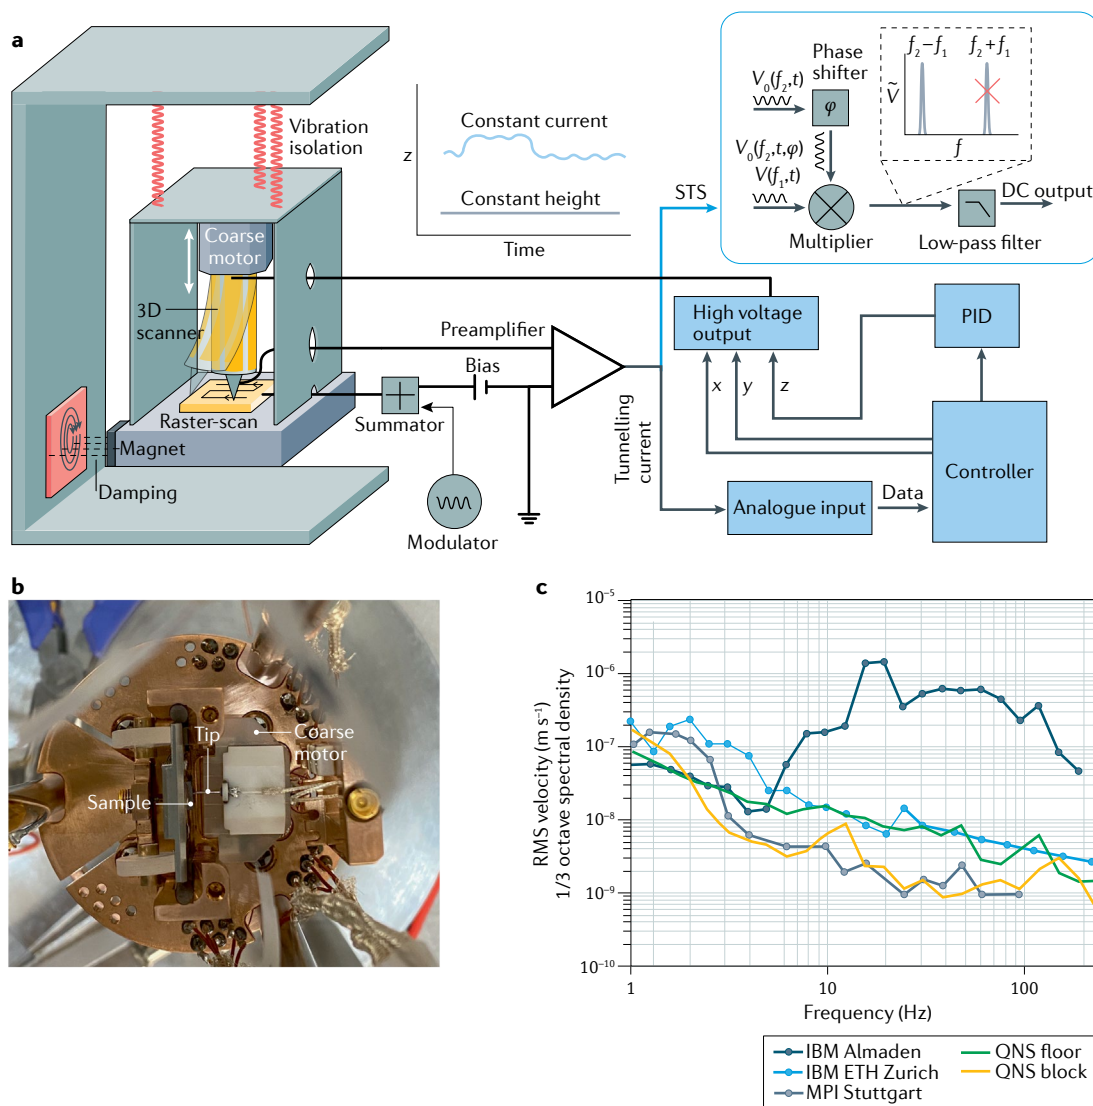 a
Vibration
isolation
Coarse
motor
3D
scanner
Raster-scan
Magnet
Damping
z
Constant current
Constant height
Time
Preamplifier
Bias
Summator
Modulator
Tunnelling
current
STS
Phase
shifter
V₀(f₂,t)
φ
V₀(f₂,t,φ)
V(f₁,t)
Multiplier
f₂–f₁ f₂+f₁
Ṽ
f
DC output
Low-pass filter
High voltage
output
PID
x y z
Controller
Analogue input
Data
b
Tip
Coarse
motor
Sample
c
RMS velocity (m s⁻¹)
1/3 octave spectral density
10⁻⁵
10⁻⁶
10⁻⁷
10⁻⁸
10⁻⁹
10⁻¹⁰
1 10 100
Frequency (Hz)
IBM Almaden
IBM ETH Zurich
MPI Stuttgart
QNS floor
QNS block